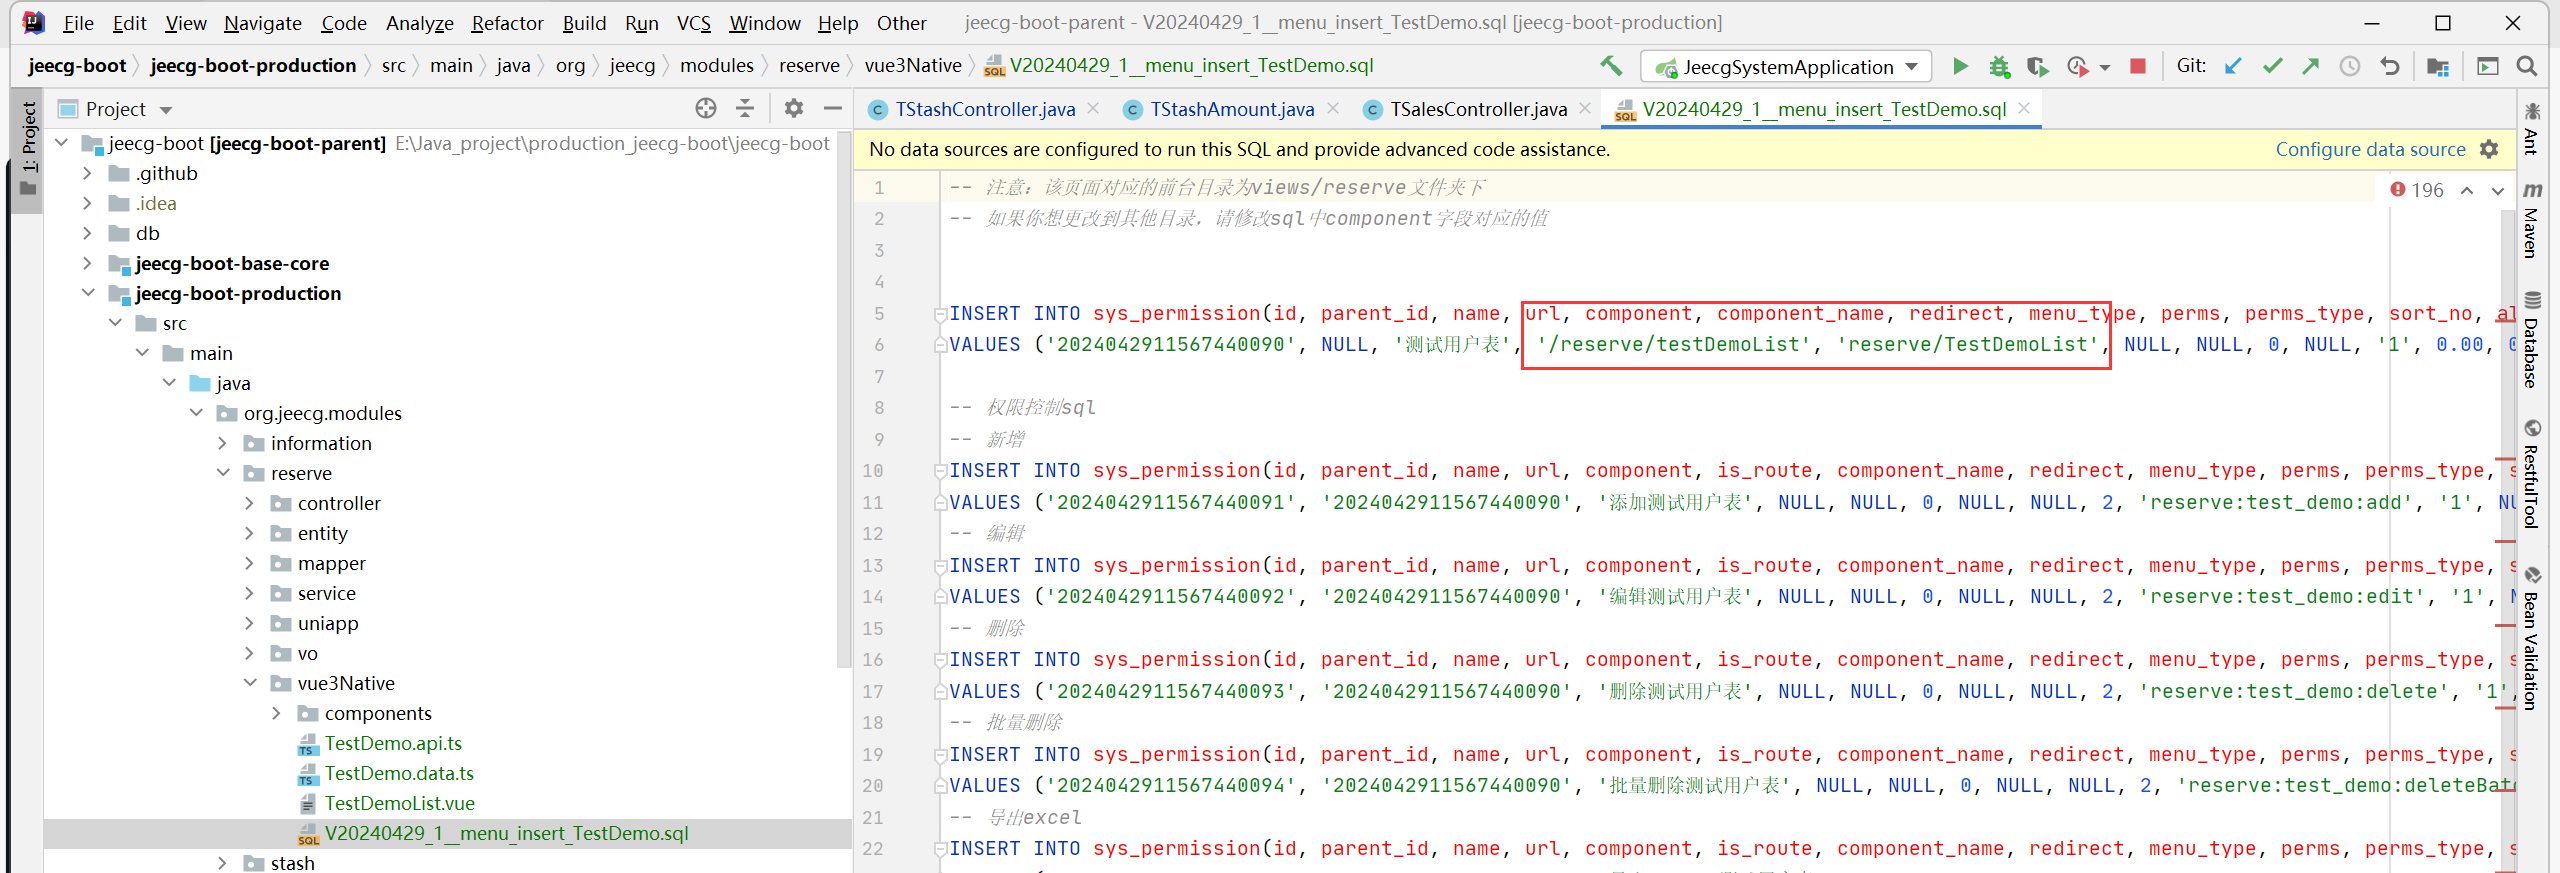 File Edit View Navigate Code Analyze Refactor Build Run VCS Window Help Other jeecg-boot-parent - V20240429_1__menu_insert_TestDemo.sql [jeecg-boot-production]
jeecg-boot jeecg-boot-production src main java org jeecg modules reserve vue3Native V20240429_1__menu_insert_TestDemo.sql JeecgSystemApplication Git:
Project
TStashController.java TStashAmount.java TSalesController.java V20240429_1__menu_insert_TestDemo.sql
No data sources are configured to run this SQL and provide advanced code assistance. Configure data source
1: Project
jeecg-boot [jeecg-boot-parent] E:\Java_project\production_jeecg-boot\jeecg-boot
.github
.idea
db
jeecg-boot-base-core
jeecg-boot-production
src
main
java
org.jeecg.modules
information
reserve
controller
entity
mapper
service
uniapp
vo
vue3Native
components
TestDemo.api.ts
TestDemo.data.ts
TestDemoList.vue
V20240429_1__menu_insert_TestDemo.sql
stash
196
1 -- 注意：该页面对应的前台目录为views/reserve文件夹下
2 -- 如果你想更改到其他目录，请修改sql中component字段对应的值
3
4
5 INSERT INTO sys_permission(id, parent_id, name, url, component, component_name, redirect, menu_type, perms, perms_type, sort_no, al
6 VALUES ('2024042911567440090', NULL, '测试用户表', '/reserve/testDemoList', 'reserve/TestDemoList', NULL, NULL, 0, NULL, '1', 0.00, 0
7
8 -- 权限控制sql
9 -- 新增
10 INSERT INTO sys_permission(id, parent_id, name, url, component, is_route, component_name, redirect, menu_type, perms, perms_type, s
11 VALUES ('2024042911567440091', '2024042911567440090', '添加测试用户表', NULL, NULL, 0, NULL, NULL, 2, 'reserve:test_demo:add', '1', NU
12 -- 编辑
13 INSERT INTO sys_permission(id, parent_id, name, url, component, is_route, component_name, redirect, menu_type, perms, perms_type, s
14 VALUES ('2024042911567440092', '2024042911567440090', '编辑测试用户表', NULL, NULL, 0, NULL, NULL, 2, 'reserve:test_demo:edit', '1', N
15 -- 删除
16 INSERT INTO sys_permission(id, parent_id, name, url, component, is_route, component_name, redirect, menu_type, perms, perms_type, s
17 VALUES ('2024042911567440093', '2024042911567440090', '删除测试用户表', NULL, NULL, 0, NULL, NULL, 2, 'reserve:test_demo:delete', '1',
18 -- 批量删除
19 INSERT INTO sys_permission(id, parent_id, name, url, component, is_route, component_name, redirect, menu_type, perms, perms_type, s
20 VALUES ('2024042911567440094', '2024042911567440090', '批量删除测试用户表', NULL, NULL, 0, NULL, NULL, 2, 'reserve:test_demo:deleteBatc
21 -- 导出excel
22 INSERT INTO sys_permission(id, parent_id, name, url, component, is_route, component_name, redirect, menu_type, perms, perms_type, s
Ant
Maven
Database
RestfulTool
Bean Validation